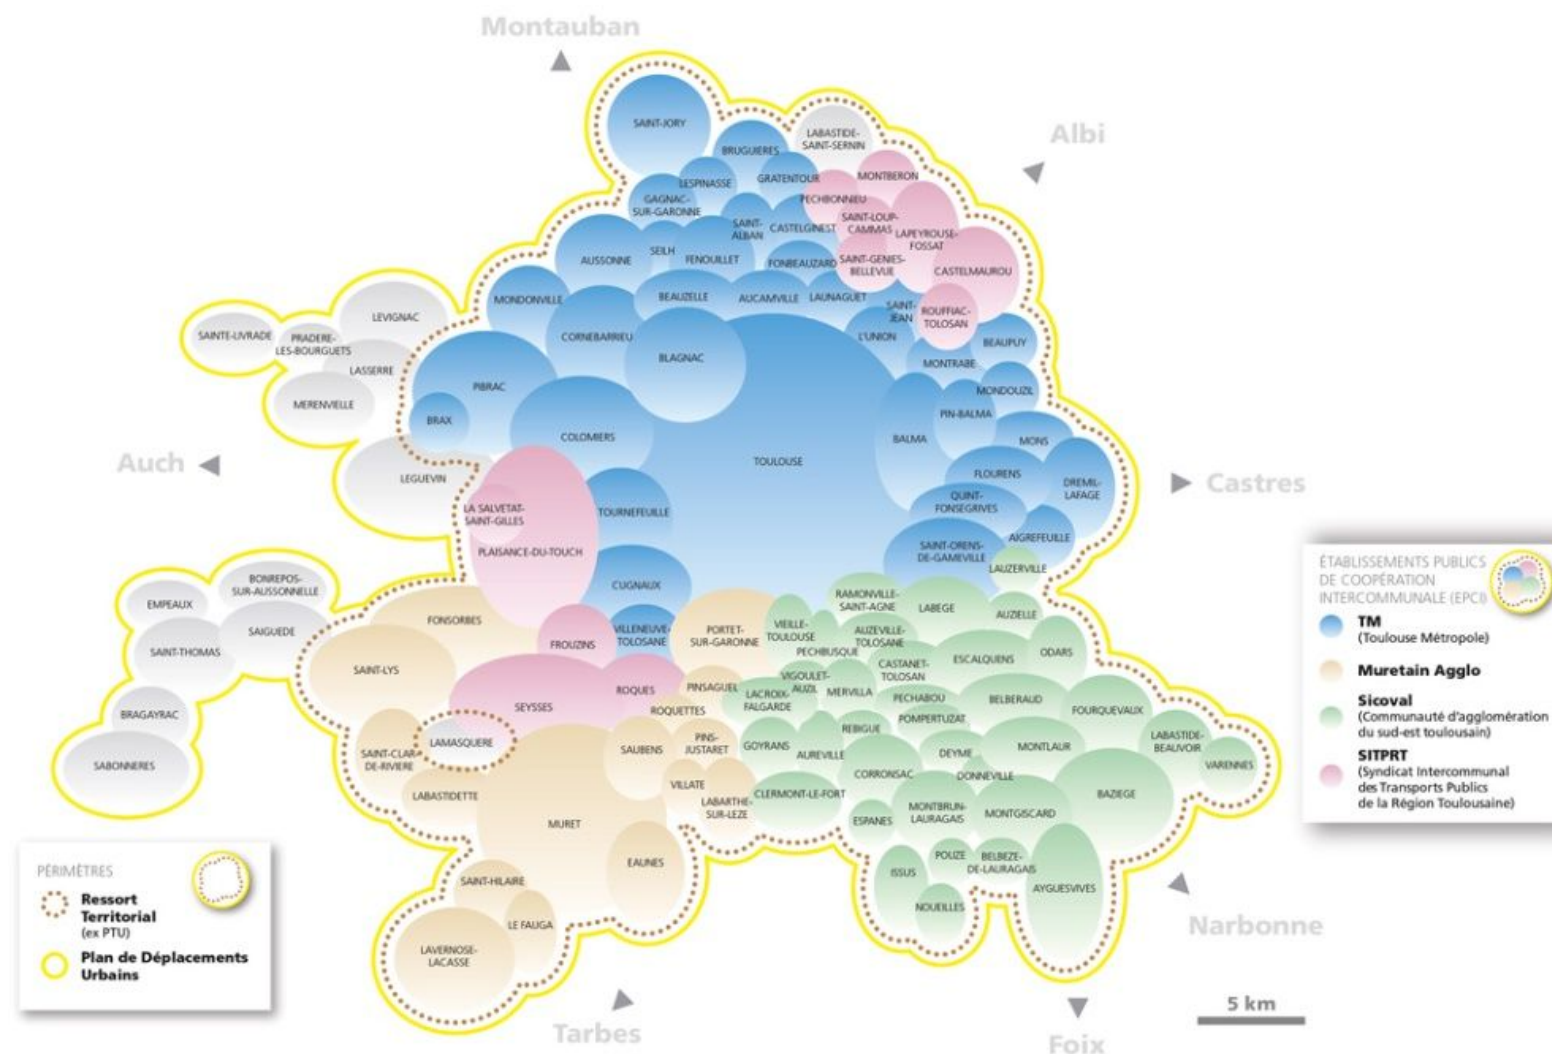 Montauban
Albi
SAINT-JORY
BRUGUIERES
LABASTIDE-
SAINT-SERNIN
LESPINASSE
GRATENTOUR
MONTBERON
GAGNAC-
SUR-GARONNE
PECHBONNIEU
SAINT-
ALBAN
CASTELGINEST
SAINT-LOUP-
CAMMAS
LAPEYROUSE-
FOSSAT
AUSSONNE
SEILH
FENOUILLET
FONBEAUZARD
SAINT-GENIES-
BELLEVUE
CASTELMAUROU
MONDONVILLE
BEAUZELLE
AUCAMVILLE
LAUNAGUET
SAINT-
JEAN
ROUFFIAC-
TOLOSAN
LEVIGNAC
SAINTE-LIVRADE
PRADERE-
LES-BOURGUETS
CORNEBARRIEU
L'UNION
BEAUPUY
LASSERRE
BLAGNAC
MONTRABE
PIBRAC
MONDOUZIL
MERENVIELLE
BRAX
COLOMIERS
BALMA
PIN-BALMA
MONS
Auch
TOULOUSE
LEGUEVIN
FLOURENS
DREMIL-
LAFAGE
Castres
LA SALVETAT-
SAINT-GILLES
TOURNEFEUILLE
QUINT-
FONSEGRIVES
AIGREFEUILLE
PLAISANCE-DU-TOUCH
SAINT-ORENS-
DE-GAMEVILLE
LAUZERVILLE
CUGNAUX
BONREPOS-
SUR-AUSSONNELLE
EMPEAUX
RAMONVILLE-
SAINT-AGNE
LABEGE
AUZIELLE
FONSORBES
SAIGUEDE
SAINT-THOMAS
FROUZINS
VILLENEUVE-
TOLOSANE
PORTET-
SUR-GARONNE
VIEILLE-
TOULOUSE
AUZEVILLE-
TOLOSANE
PECHBUSQUE
ESCALQUENS
ODARS
SAINT-LYS
CASTANET-
TOLOSAN
VIGOULET-
AUZIL
MERVILLA
SEYSSES
ROQUES
PINSAGUEL
LACROIX-
FALGARDE
PECHABOU
BELBERAUD
FOURQUEVAUX
ROQUETTES
POMPERTUZAT
BRAGAYRAC
REBIGUE
LAMASQUERE
SAINT-CLAR-
DE-RIVIERE
SAUBENS
PINS-
JUSTARET
GOYRANS
AUREVILLE
DEYME
MONTLAUR
LABASTIDE-
BEAUVOIR
VARENNES
SABONNERES
CORRONSAC
DONNEVILLE
LABASTIDETTE
VILLATE
CLERMONT-LE-FORT
BAZIEGE
LABARTHE-
SUR-LEZE
MURET
ESPANES
MONTBRUN-
LAURAGAIS
MONTGISCARD
EAUNES
POUZE
BELBEZE-
DE-LAURAGAIS
ISSUS
AYGUESVIVES
SAINT-HILAIRE
NOUEILLES
LE FAUGA
LAVERNOSE-
LACASSE
Narbonne
Tarbes
Foix
5 km
ÉTABLISSEMENTS PUBLICS
DE COOPÉRATION
INTERCOMMUNALE (EPCI)
TM
(Toulouse Métropole)
Muretain Agglo
Sicoval
(Communauté d'agglomération
du sud-est toulousain)
SITPRT
(Syndicat Intercommunal
des Transports Publics
de la Région Toulousaine)
PÉRIMÈTRES
Ressort
Territorial
(ex PTU)
Plan de Déplacements
Urbains